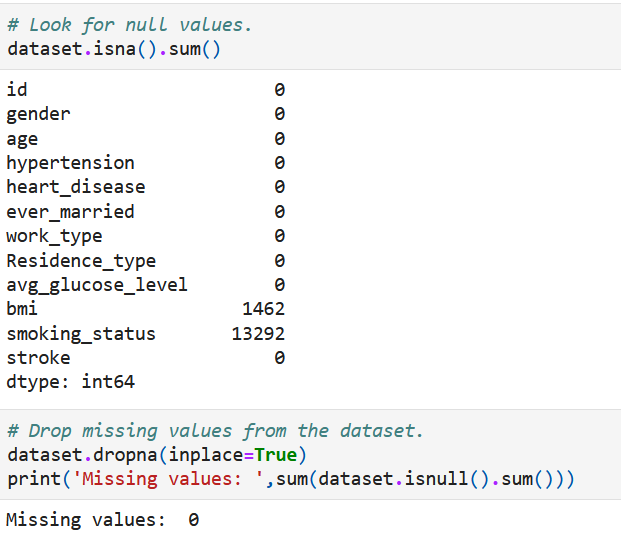 # Look for null values.
dataset.isna().sum()
id 0
gender 0
age 0
hypertension 0
heart_disease 0
ever_married 0
work_type 0
Residence_type 0
avg_glucose_level 0
bmi 1462
smoking_status 13292
stroke 0
dtype: int64
# Drop missing values from the dataset.
dataset.dropna(inplace=True)
print('Missing values: ',sum(dataset.isnull().sum()))
Missing values:  0